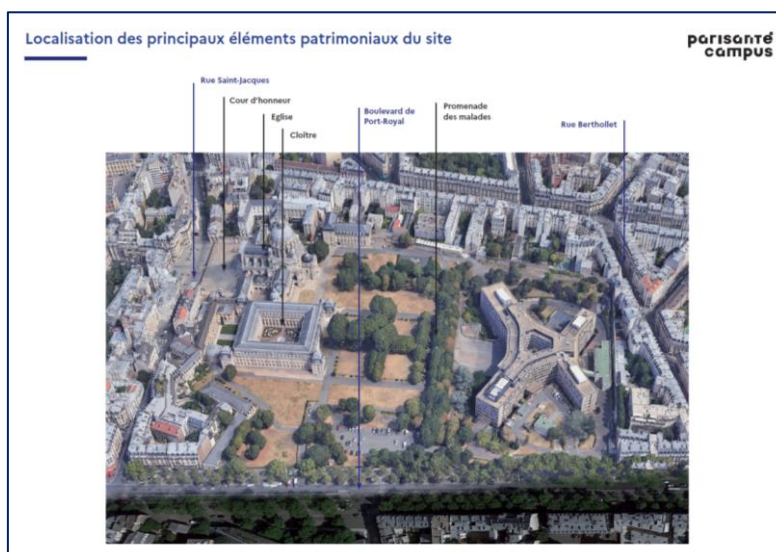 Localisation des principaux éléments patrimoniaux du site
parisanté
campus
Rue Saint-Jacques
Cour d'honneur
Eglise
Cloître
Boulevard de
Port-Royal
Promenade
des malades
Rue Berthollet